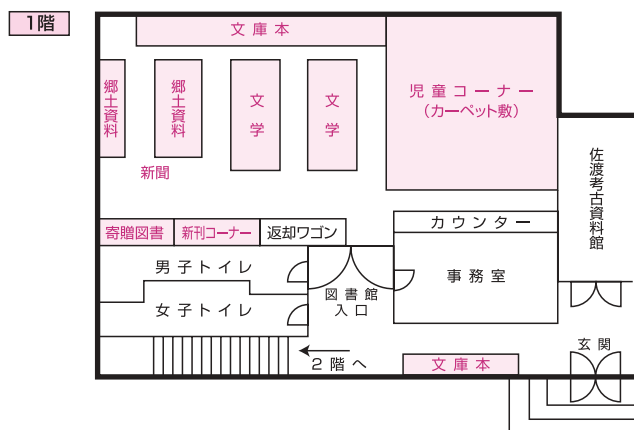 1階
文庫本
郷土資料
郷土資料
文学
文学
児童コーナー
(カーペット敷)
佐渡考古資料館
新聞
寄贈図書
新刊コーナー
返却ワゴン
カウンター
男子トイレ
事務室
図書館
入口
女子トイレ
玄関
2階へ
文庫本